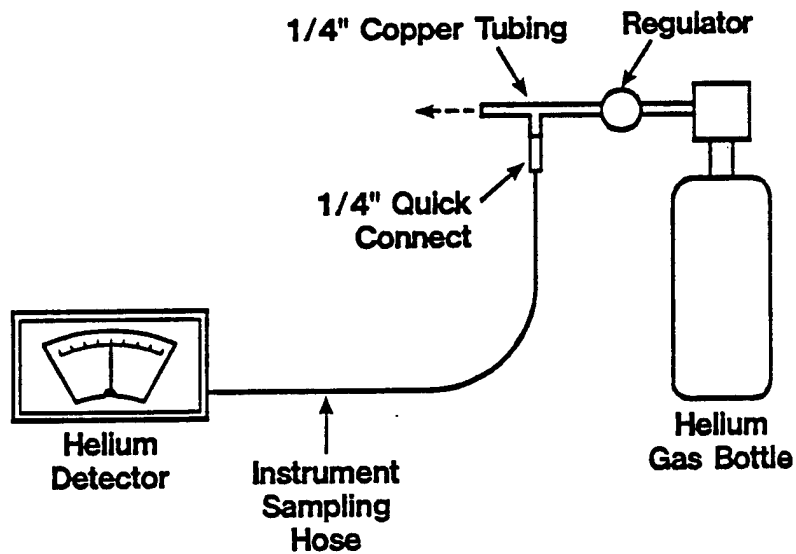 1/4" Copper Tubing
Regulator
1/4" Quick
Connect
Helium
Detector
Instrument
Sampling
Hose
Helium
Gas Bottle